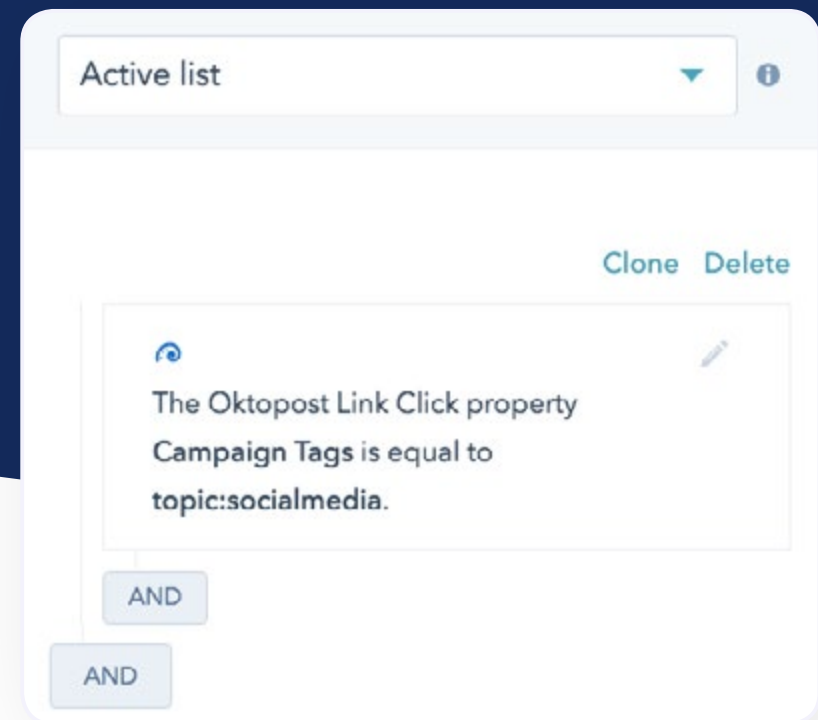 Active list
Clone Delete
The Oktopost Link Click property
Campaign Tags is equal to
topic:socialmedia.
AND
AND